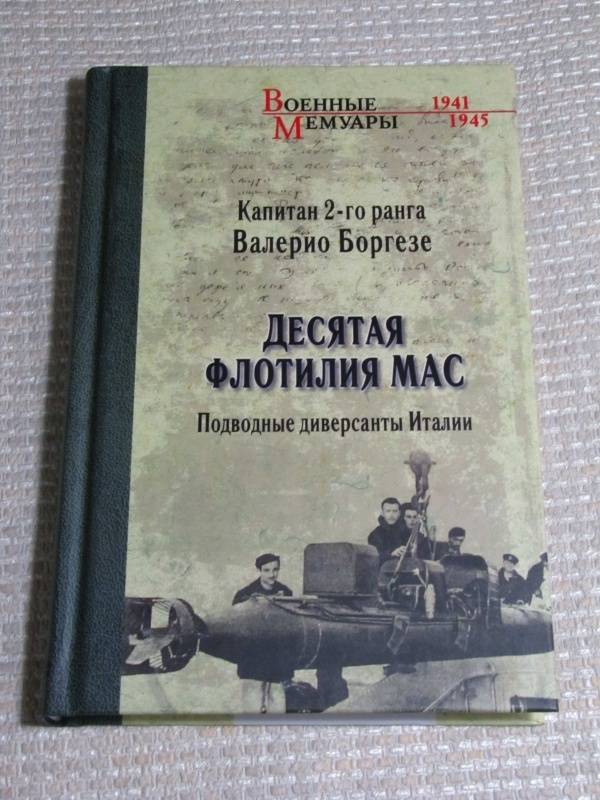 Военные 1941
Мемуары 1945
Капитан 2-го ранга
Валерио Боргезе
Десятая
флотилия МАС
Подводные диверсанты Италии